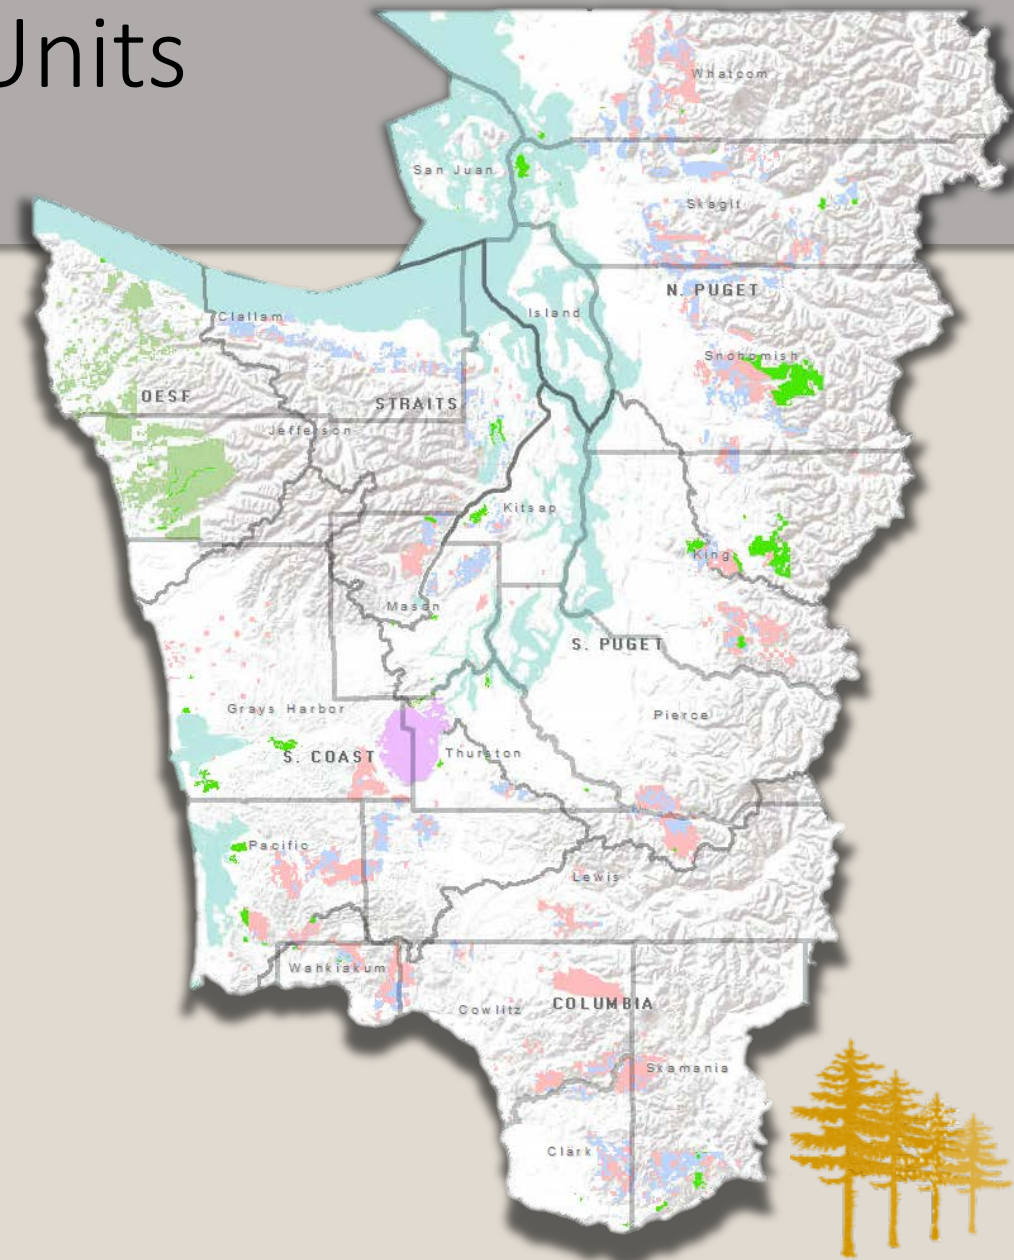 Units
Whatcom
San Juan
Skagit
N. PUGET
Island
Clallam
Snohomish
OESF
STRAITS
Jefferson
Kitsap
King
Mason
S. PUGET
Grays Harbor
Pierce
S. COAST
Thurston
Pacific
Lewis
Wahkiakum
COLUMBIA
Cowlitz
Skamania
Clark